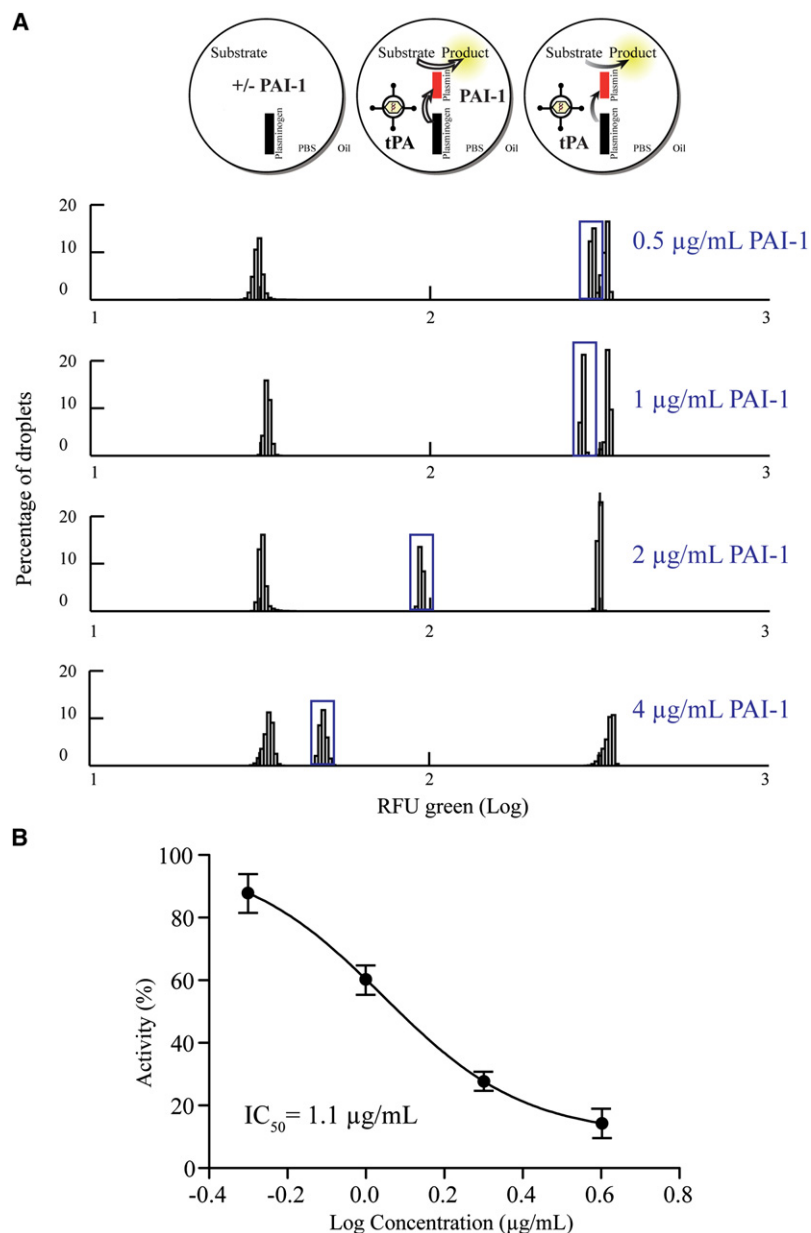 A
Substrate
+/- PAI-1
Plasminogen
PBS
Oil
Substrate Product
Plasmin
PAI-1
tPA
Plasminogen
PBS
Oil
Substrate Product
Plasmin
tPA
Plasminogen
PBS
Oil
Percentage of droplets
20
10
0
1 2 3
0.5 µg/mL PAI-1
20
10
0
1 2 3
1 µg/mL PAI-1
20
10
0
1 2 3
2 µg/mL PAI-1
20
10
0
1 2 3
4 µg/mL PAI-1
RFU green (Log)
B
Activity (%)
100
80
60
40
20
0
IC50= 1.1 µg/mL
-0.4 -0.2 0.0 0.2 0.4 0.6 0.8
Log Concentration (µg/mL)